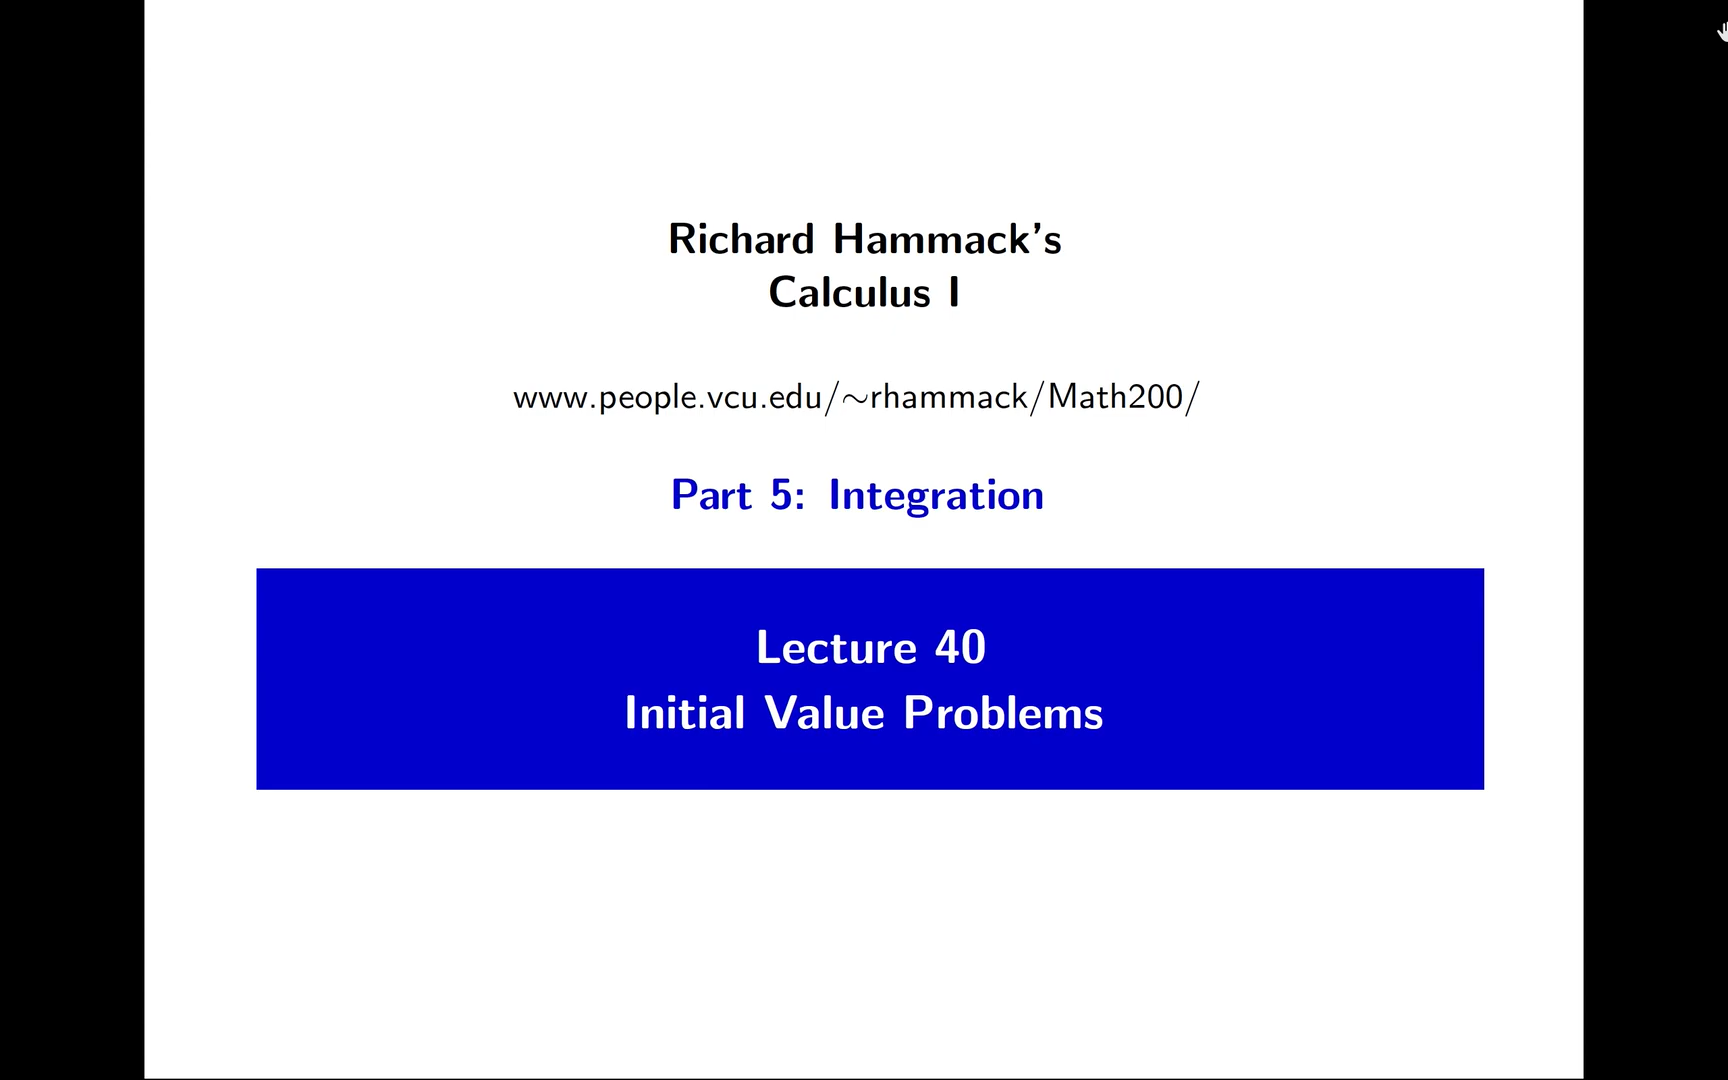 Richard Hammack's
Calculus I
www.people.vcu.edu/∼rhammack/Math200/
Part 5: Integration
Lecture 40
Initial Value Problems